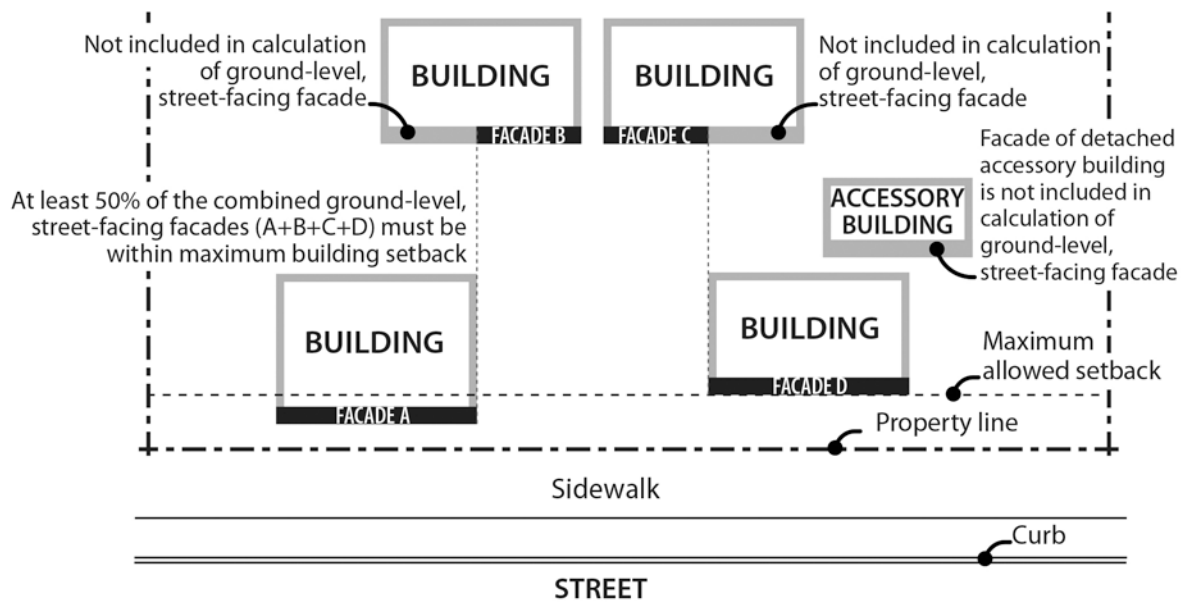 Not included in calculation
of ground-level,
street-facing facade
BUILDING
FACADE B
BUILDING
FACADE C
Not included in calculation
of ground-level,
street-facing facade
Facade of detached
accessory building
is not included in
calculation of
ground-level,
street-facing facade
ACCESSORY
BUILDING
At least 50% of the combined ground-level,
street-facing facades (A+B+C+D) must be
within maximum building setback
BUILDING
FACADE A
BUILDING
FACADE D
Maximum
allowed setback
Property line
Sidewalk
Curb
STREET